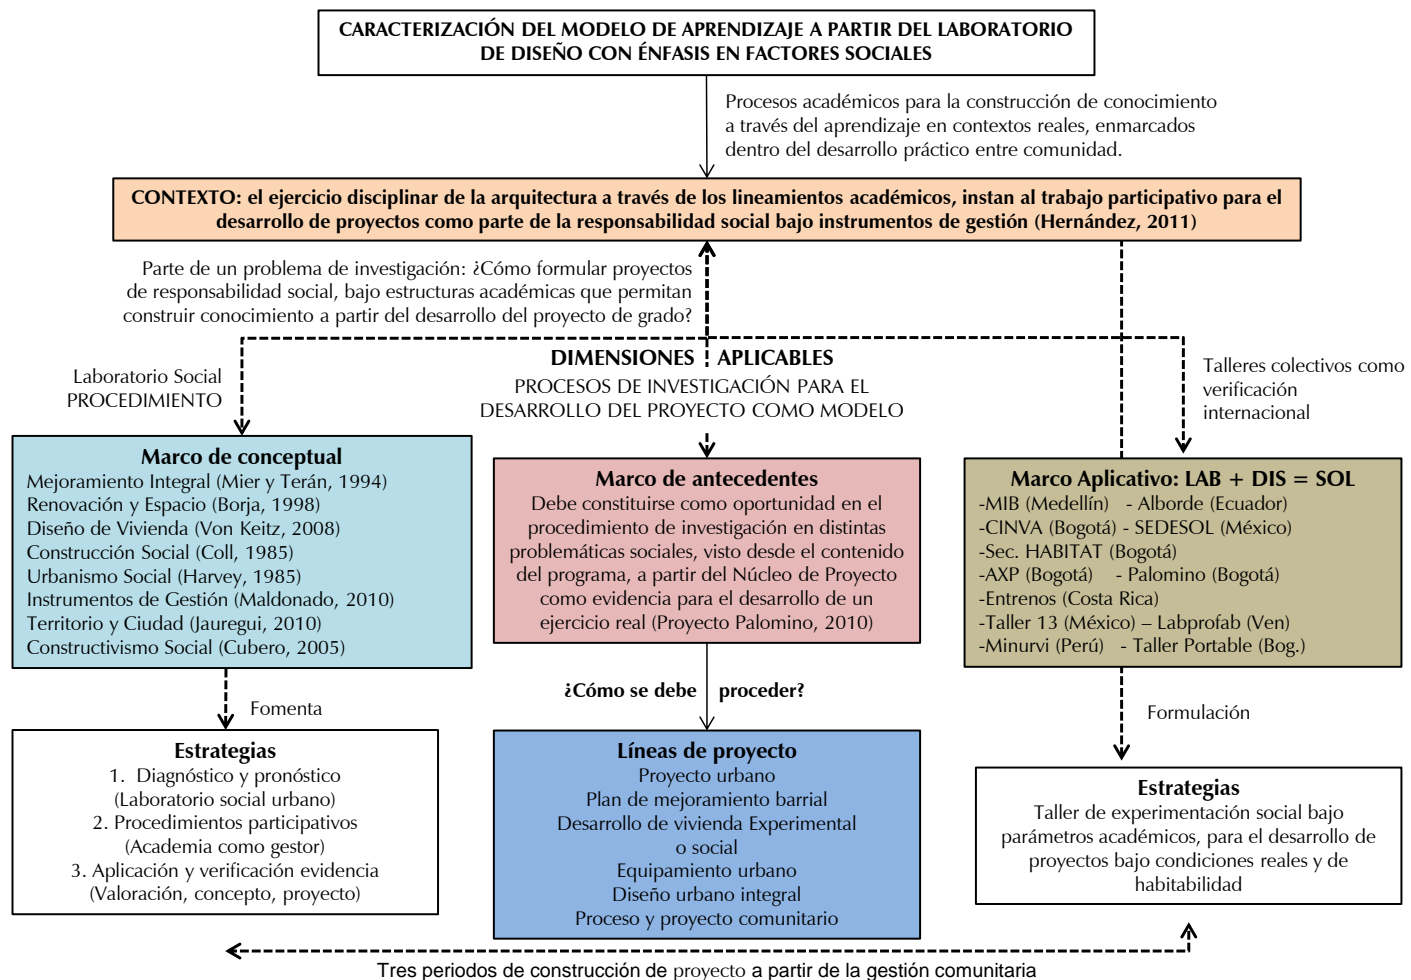 CARACTERIZACIÓN DEL MODELO DE APRENDIZAJE A PARTIR DEL LABORATORIO
DE DISEÑO CON ÉNFASIS EN FACTORES SOCIALES
Procesos académicos para la construcción de conocimiento
a través del aprendizaje en contextos reales, enmarcados
dentro del desarrollo práctico entre comunidad.
CONTEXTO: el ejercicio disciplinar de la arquitectura a través de los lineamientos académicos, instan al trabajo participativo para el
desarrollo de proyectos como parte de la responsabilidad social bajo instrumentos de gestión (Hernández, 2011)
Parte de un problema de investigación: ¿Cómo formular proyectos
de responsabilidad social, bajo estructuras académicas que permitan
construir conocimiento a partir del desarrollo del proyecto de grado?
DIMENSIONES APLICABLES
PROCESOS DE INVESTIGACIÓN PARA EL
DESARROLLO DEL PROYECTO COMO MODELO
Laboratorio Social
PROCEDIMIENTO
Talleres colectivos como
verificación
internacional
Marco de conceptual
Mejoramiento Integral (Mier y Terán, 1994)
Renovación y Espacio (Borja, 1998)
Diseño de Vivienda (Von Keitz, 2008)
Construcción Social (Coll, 1985)
Urbanismo Social (Harvey, 1985)
Instrumentos de Gestión (Maldonado, 2010)
Territorio y Ciudad (Jauregui, 2010)
Constructivismo Social (Cubero, 2005)
Marco de antecedentes
Debe constituirse como oportunidad en el
procedimiento de investigación en distintas
problemáticas sociales, visto desde el contenido
del programa, a partir del Núcleo de Proyecto
como evidencia para el desarrollo de un
ejercicio real (Proyecto Palomino, 2010)
Marco Aplicativo: LAB + DIS = SOL
-MIB (Medellín) - Alborde (Ecuador)
-CINVA (Bogotá) - SEDESOL (México)
-Sec. HABITAT (Bogotá)
-AXP (Bogotá) - Palomino (Bogotá)
-Entrenos (Costa Rica)
-Taller 13 (México) – Labprofab (Ven)
-Minurvi (Perú) - Taller Portable (Bog.)
Fomenta
¿Cómo se debe proceder?
Formulación
Estrategias
1. Diagnóstico y pronóstico
(Laboratorio social urbano)
2. Procedimientos participativos
(Academia como gestor)
3. Aplicación y verificación evidencia
(Valoración, concepto, proyecto)
Líneas de proyecto
Proyecto urbano
Plan de mejoramiento barrial
Desarrollo de vivienda Experimental
o social
Equipamiento urbano
Diseño urbano integral
Proceso y proyecto comunitario
Estrategias
Taller de experimentación social bajo
parámetros académicos, para el desarrollo de
proyectos bajo condiciones reales y de
habitabilidad
Tres periodos de construcción de proyecto a partir de la gestión comunitaria